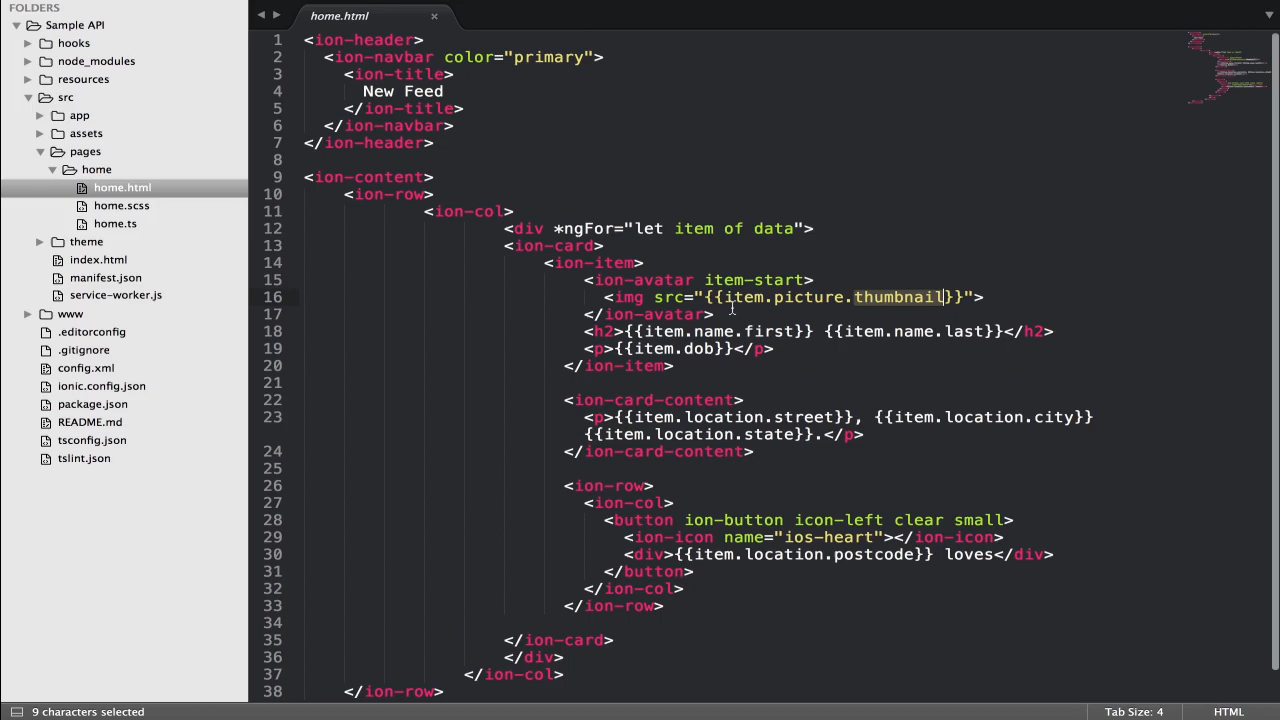 FOLDERS
Sample API
hooks
node_modules
resources
src
app
assets
pages
home
home.html
home.scss
home.ts
theme
index.html
manifest.json
service-worker.js
www
.editorconfig
.gitignore
config.xml
ionic.config.json
package.json
README.md
tsconfig.json
tslint.json
home.html ×
1 <ion-header>
2 <ion-navbar color="primary">
3 <ion-title>
4 New Feed
5 </ion-title>
6 </ion-navbar>
7 </ion-header>
8
9 <ion-content>
10 <ion-row>
11 <ion-col>
12 <div *ngFor="let item of data">
13 <ion-card>
14 <ion-item>
15 <ion-avatar item-start>
16 <img src="{{item.picture.thumbnail}}">
17 </ion-avatar>
18 <h2>{{item.name.first}} {{item.name.last}}</h2>
19 <p>{{item.dob}}</p>
20 </ion-item>
21
22 <ion-card-content>
23 <p>{{item.location.street}}, {{item.location.city}}
{{item.location.state}}.</p>
24 </ion-card-content>
25
26 <ion-row>
27 <ion-col>
28 <button ion-button icon-left clear small>
29 <ion-icon name="ios-heart"></ion-icon>
30 <div>{{item.location.postcode}} loves</div>
31 </button>
32 </ion-col>
33 </ion-row>
34
35 </ion-card>
36 </div>
37 </ion-col>
38 </ion-row>
9 characters selected Tab Size: 4 HTML